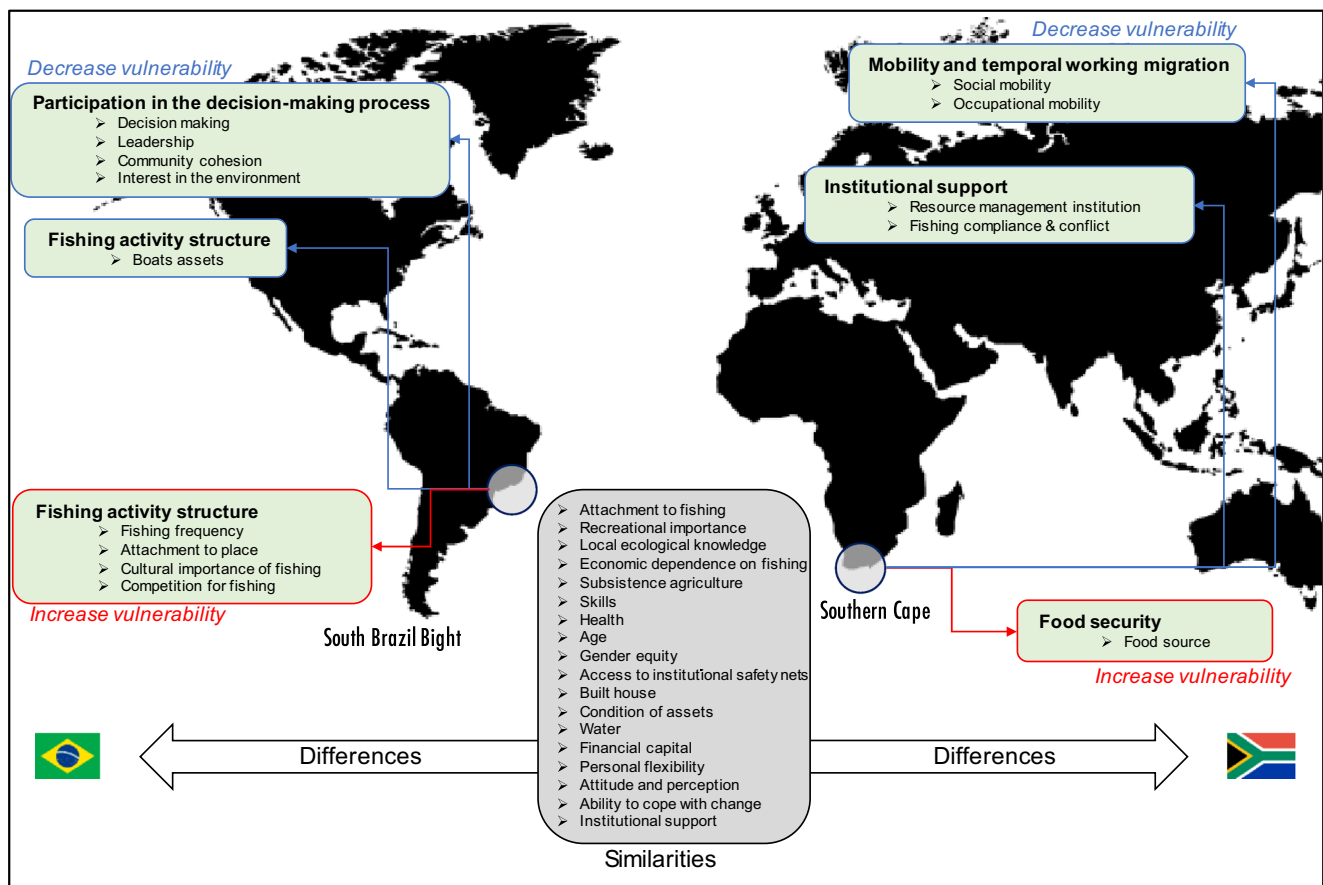 Decrease vulnerability
Participation in the decision-making process
➢ Decision making
➢ Leadership
➢ Community cohesion
➢ Interest in the environment
Fishing activity structure
➢ Boats assets
Fishing activity structure
➢ Fishing frequency
➢ Attachment to place
➢ Cultural importance of fishing
➢ Competition for fishing
Increase vulnerability
South Brazil Bight
Decrease vulnerability
Mobility and temporal working migration
➢ Social mobility
➢ Occupational mobility
Institutional support
➢ Resource management institution
➢ Fishing compliance & conflict
Southern Cape
Food security
➢ Food source
Increase vulnerability
➢ Attachment to fishing
➢ Recreational importance
➢ Local ecological knowledge
➢ Economic dependence on fishing
➢ Subsistence agriculture
➢ Skills
➢ Health
➢ Age
➢ Gender equity
➢ Access to institutional safety nets
➢ Built house
➢ Condition of assets
➢ Water
➢ Financial capital
➢ Personal flexibility
➢ Attitude and perception
➢ Ability to cope with change
➢ Institutional support
Differences
Differences
Similarities